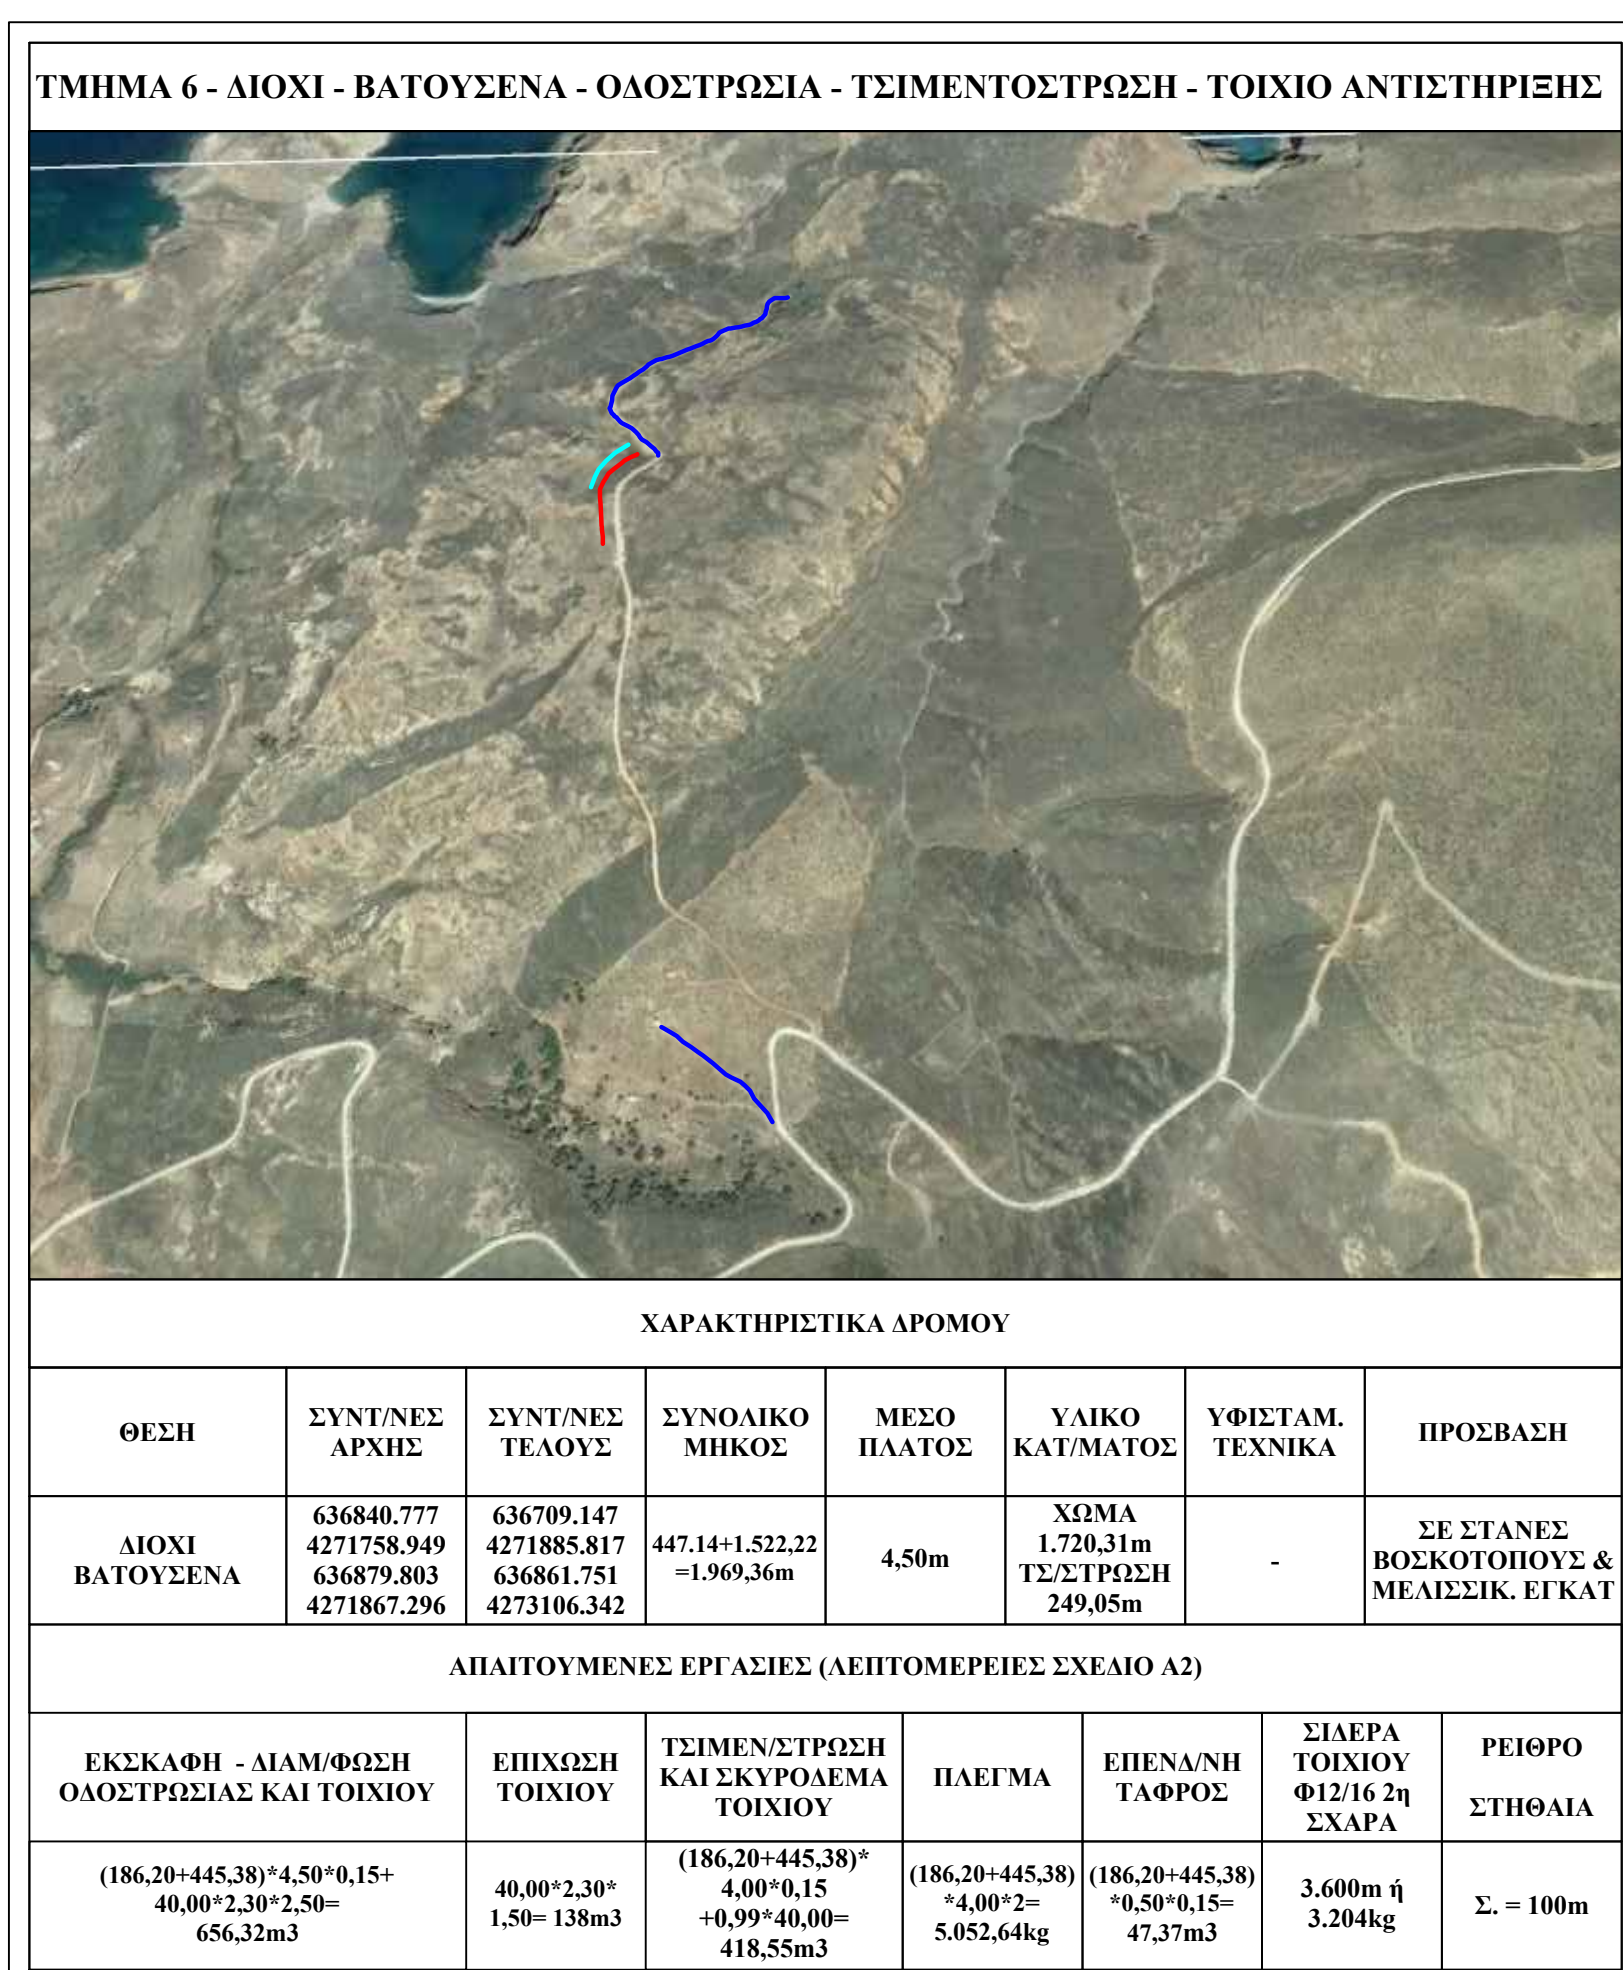 ΤΜΗΜΑ 6 - ΔΙΟΧΙ - ΒΑΤΟΥΣΕΝΑ - ΟΔΟΣΤΡΩΣΙΑ - ΤΣΙΜΕΝΤΟΣΤΡΩΣΗ - ΤΟΙΧΙΟ ΑΝΤΙΣΤΗΡΙΞΗΣ
ΧΑΡΑΚΤΗΡΙΣΤΙΚΑ ΔΡΟΜΟΥ
ΘΕΣΗ
ΣΥΝΤ/ΝΕΣ
ΑΡΧΗΣ
ΣΥΝΤ/ΝΕΣ
ΤΕΛΟΥΣ
ΣΥΝΟΛΙΚΟ
ΜΗΚΟΣ
ΜΕΣΟ
ΠΛΑΤΟΣ
ΥΛΙΚΟ
ΚΑΤ/ΜΑΤΟΣ
ΥΦΙΣΤΑΜ.
ΤΕΧΝΙΚΑ
ΠΡΟΣΒΑΣΗ
ΔΙΟΧΙ
ΒΑΤΟΥΣΕΝΑ
636840.777
4271758.949
636879.803
4271867.296
636709.147
4271885.817
636861.751
4273106.342
447.14+1.522,22
=1.969,36m
4,50m
ΧΩΜΑ
1.720,31m
ΤΣ/ΣΤΡΩΣΗ
249,05m
-
ΣΕ ΣΤΑΝΕΣ
ΒΟΣΚΟΤΟΠΟΥΣ &
ΜΕΛΙΣΣΙΚ. ΕΓΚΑΤ
ΑΠΑΙΤΟΥΜΕΝΕΣ ΕΡΓΑΣΙΕΣ (ΛΕΠΤΟΜΕΡΕΙΕΣ ΣΧΕΔΙΟ Α2)
ΕΚΣΚΑΦΗ - ΔΙΑΜ/ΦΩΣΗ
ΟΔΟΣΤΡΩΣΙΑΣ ΚΑΙ ΤΟΙΧΙΟΥ
ΕΠΙΧΩΣΗ
ΤΟΙΧΙΟΥ
ΤΣΙΜΕΝ/ΣΤΡΩΣΗ
ΚΑΙ ΣΚΥΡΟΔΕΜΑ
ΤΟΙΧΙΟΥ
ΠΛΕΓΜΑ
ΕΠΕΝΔ/ΝΗ
ΤΑΦΡΟΣ
ΣΙΔΕΡΑ
ΤΟΙΧΙΟΥ
Φ12/16 2η
ΣΧΑΡΑ
ΡΕΙΘΡΟ
ΣΤΗΘΑΙΑ
(186,20+445,38)*4,50*0,15+
40,00*2,30*2,50=
656,32m3
40,00*2,30*
1,50= 138m3
(186,20+445,38)*
4,00*0,15
+0,99*40,00=
418,55m3
(186,20+445,38)
*4,00*2=
5.052,64kg
(186,20+445,38)
*0,50*0,15=
47,37m3
3.600m ή
3.204kg
Σ. = 100m